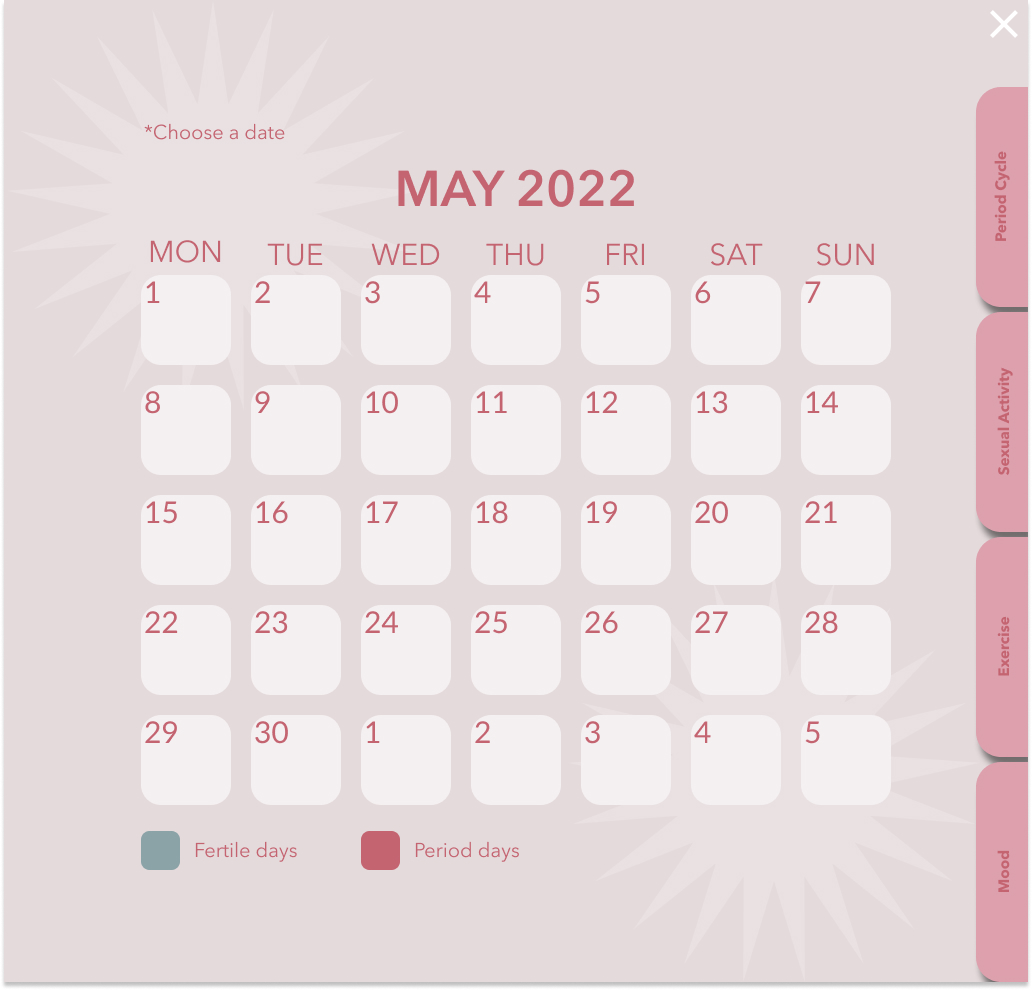 *Choose a date
MAY 2022
MON TUE WED THU FRI SAT SUN
1 2 3 4 5 6 7
8 9 10 11 12 13 14
15 16 17 18 19 20 21
22 23 24 25 26 27 28
29 30 1 2 3 4 5
Fertile days Period days
Period Cycle
Sexual Activity
Exercise
Mood